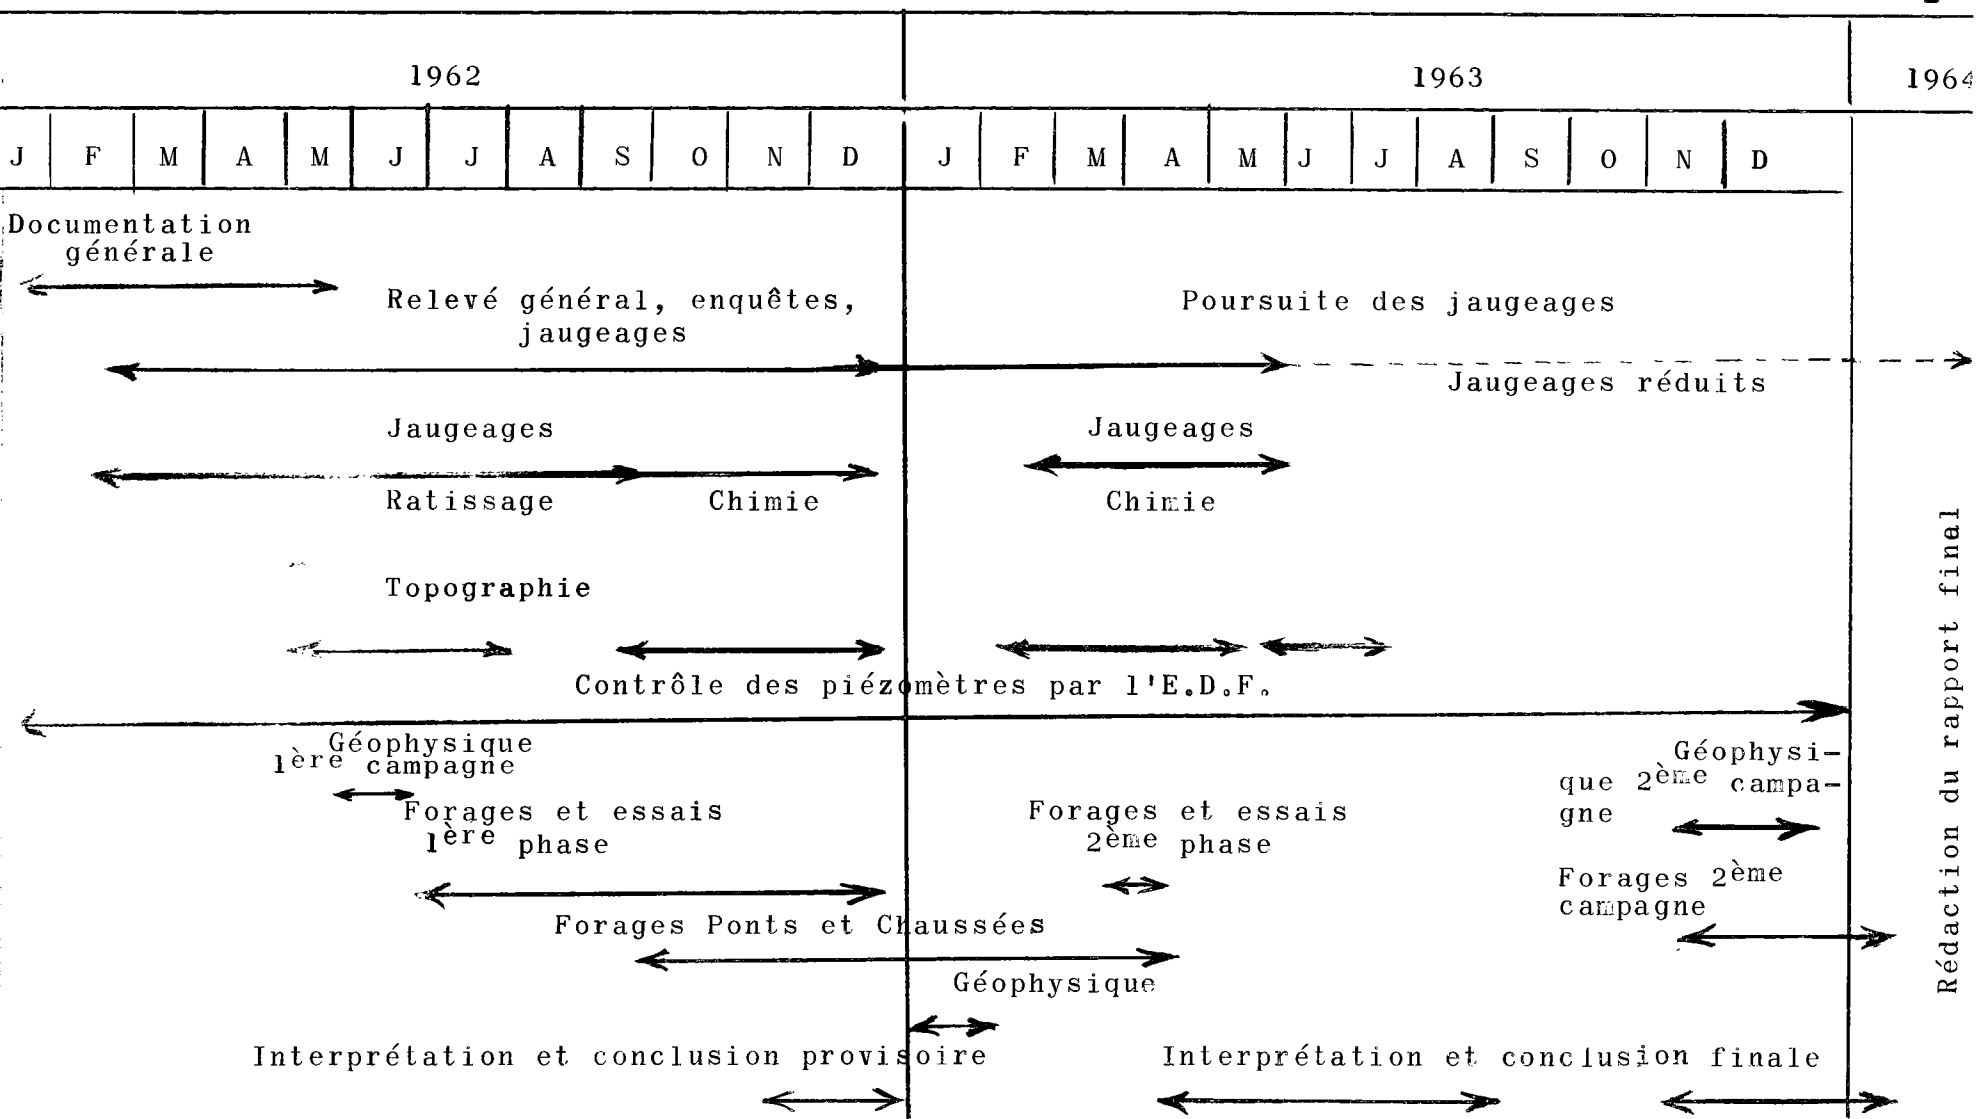 1962 1963 1964
J F M A M J J A S O N D J F M A M J J A S O N D
Documentation
générale
Relevé général, enquêtes,
jaugeages
Poursuite des jaugeages
Jaugeages réduits
Jaugeages
Jaugeages
Ratissage
Chimie
Chimie
Topographie
Contrôle des piézomètres par l'E.D.F.
Géophysique
1ère campagne
Géophysi-
que 2ème campa-
gne
Forages et essais
1ère phase
Forages et essais
2ème phase
Forages 2ème
campagne
Forages Ponts et Chaussées
Géophysique
Interprétation et conclusion provisoire
Interprétation et conclusion finale
Rédaction du rapport final